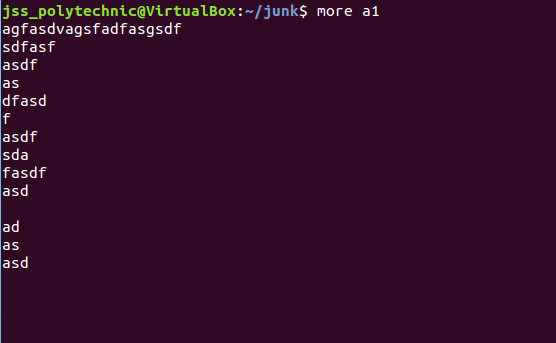 jss_polytechnic@VirtualBox:~/junk$ more a1
agfasdvagsfadfasgsdf
sdfasf
asdf
as
dfasd
f
asdf
sda
fasdf
asd
ad
as
asd